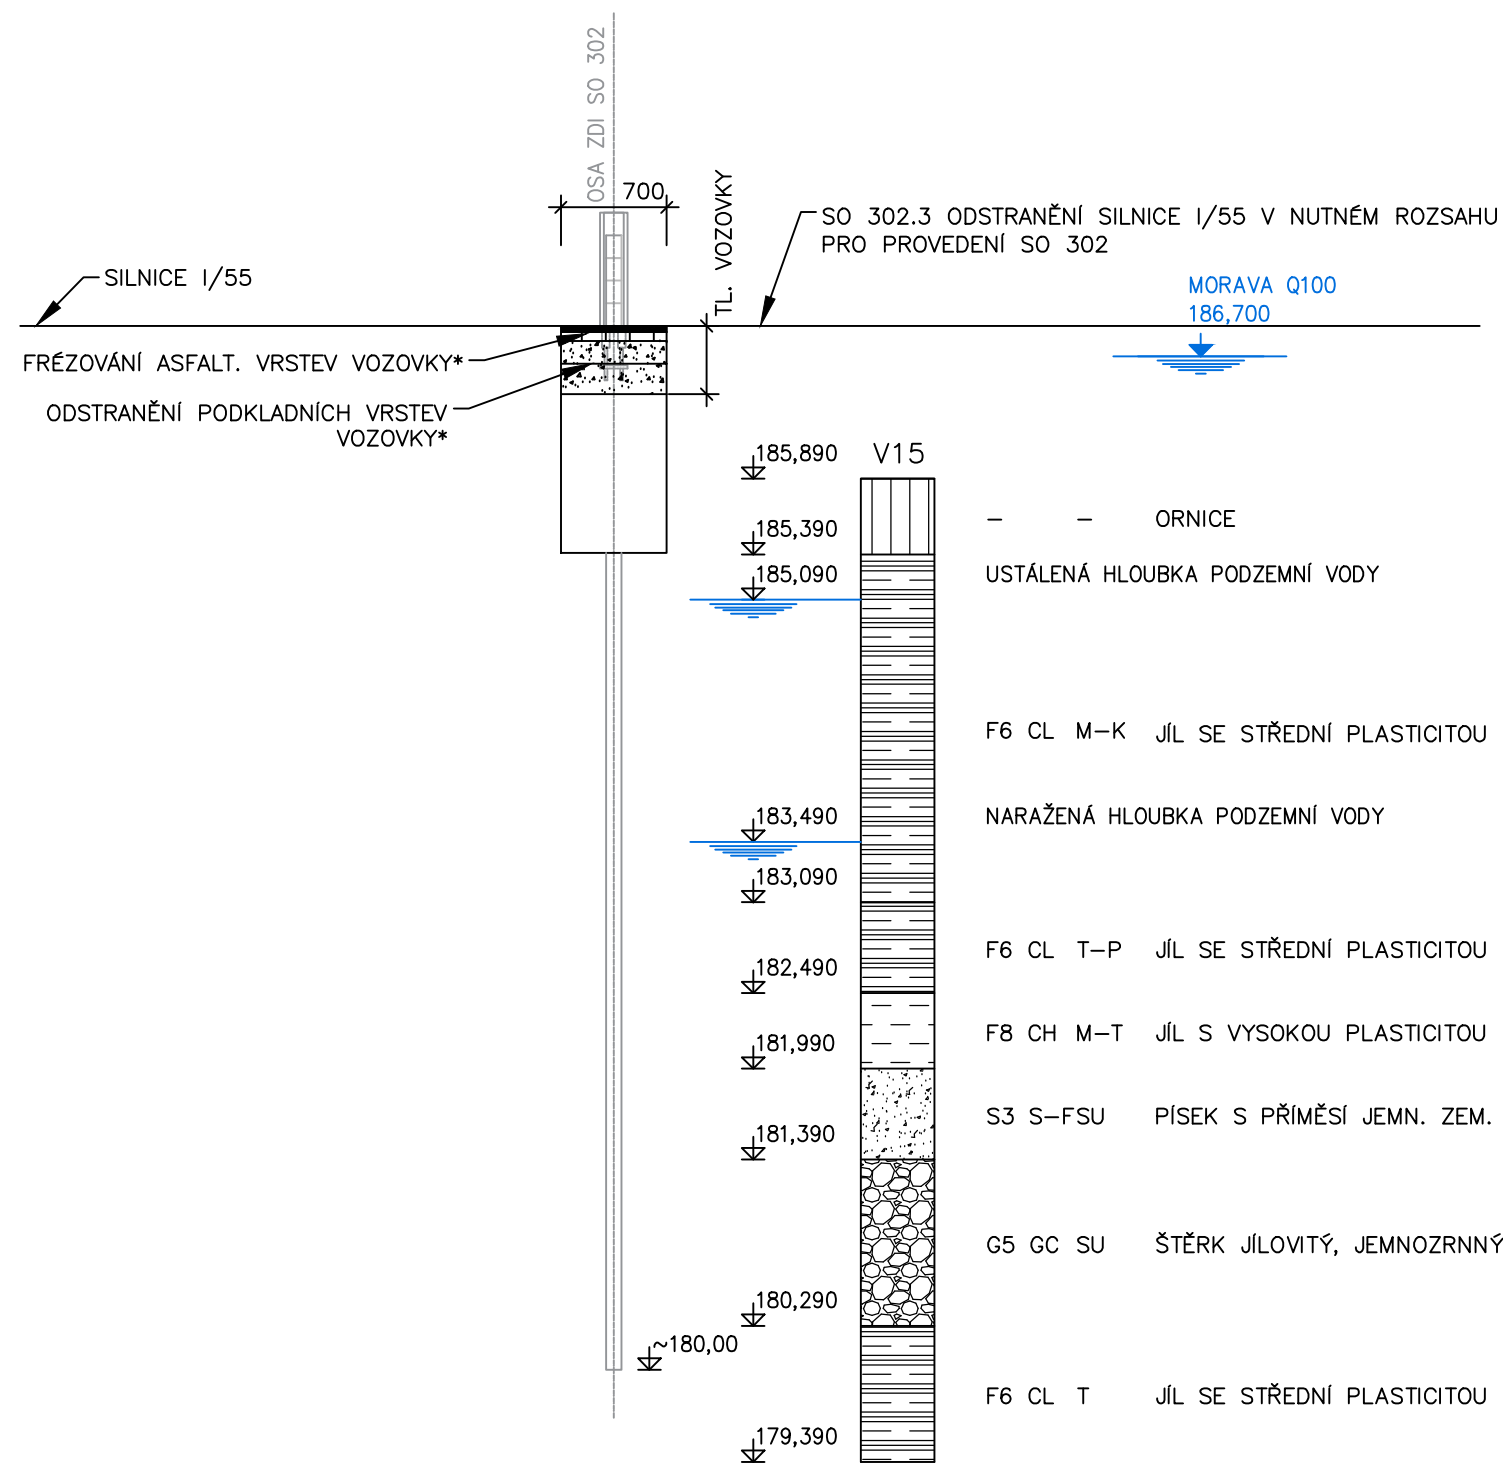 OSA ZDI SO 302
700
TL. VOZOVKY
SO 302.3 ODSTRANĚNÍ SILNICE I/55 V NUTNÉM ROZSAHU
PRO PROVEDENÍ SO 302
SILNICE I/55
MORAVA Q100
186,700
FRÉZOVÁNÍ ASFALT. VRSTEV VOZOVKY*
ODSTRANĚNÍ PODKLADNÍCH VRSTEV
VOZOVKY*
185,890 V15
– – ORNICE
185,390
185,090 USTÁLENÁ HLOUBKA PODZEMNÍ VODY
F6 CL M–K JÍL SE STŘEDNÍ PLASTICITOU
183,490 NARAŽENÁ HLOUBKA PODZEMNÍ VODY
183,090
F6 CL T–P JÍL SE STŘEDNÍ PLASTICITOU
182,490
F8 CH M–T JÍL S VYSOKOU PLASTICITOU
181,990
S3 S–FSU PÍSEK S PŘÍMĚSÍ JEMN. ZEM.
181,390
G5 GC SU ŠTĚRK JÍLOVITÝ, JEMNOZRNNÝ
180,290
~180,00
F6 CL T JÍL SE STŘEDNÍ PLASTICITOU
179,390